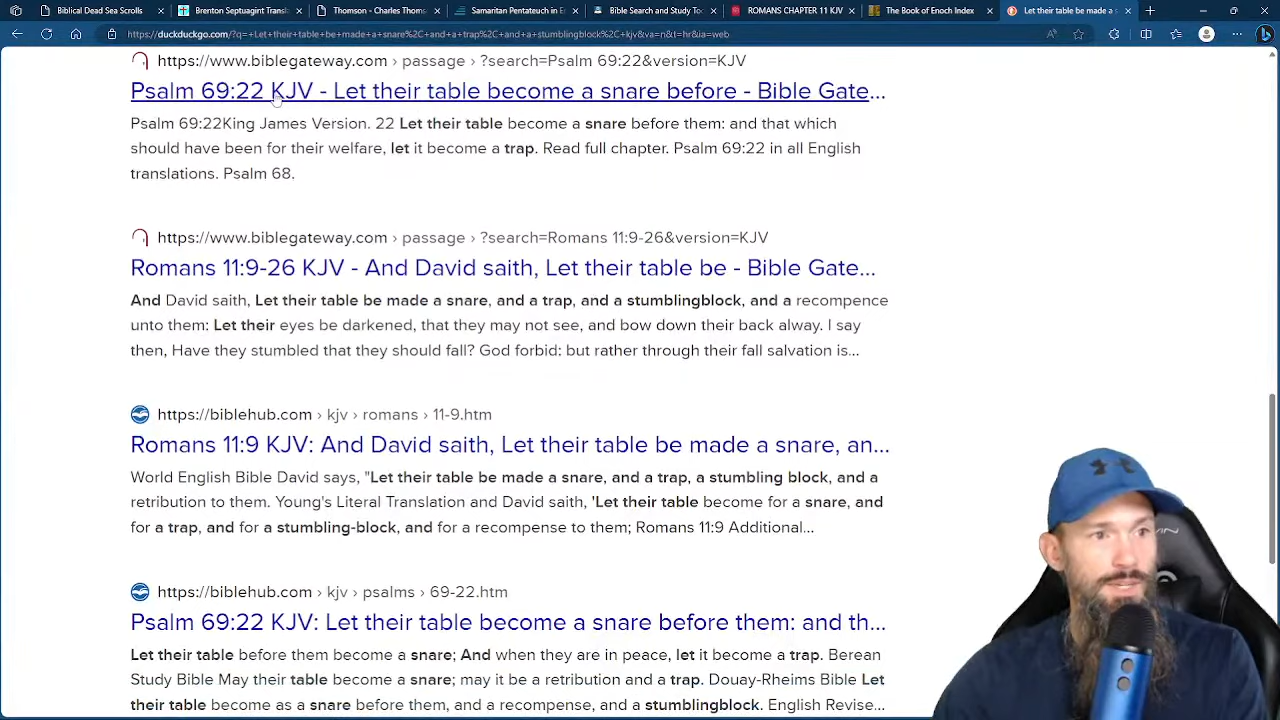 Biblical Dead Sea Scrolls
Brenton Septuagint Transl
Thomson - Charles Thoms
Samaritan Pentateuch in E
Bible Search and Study To
ROMANS CHAPTER 11 KJV
The Book of Enoch Index
Let their table be made a s
https://duckduckgo.com/?q=+Let+their+table+be+made+a+snare%2C+and+a+trap%2C+and+a+stumblingblock%2C+kjv&va=n&t=hr&ia=web
https://www.biblegateway.com › passage › ?search=Psalm 69:22&version=KJV
Psalm 69:22 KJV - Let their table become a snare before - Bible Gate...
Psalm 69:22King James Version. 22 Let their table become a snare before them: and that which
should have been for their welfare, let it become a trap. Read full chapter. Psalm 69:22 in all English
translations. Psalm 68.
https://www.biblegateway.com › passage › ?search=Romans 11:9-26&version=KJV
Romans 11:9-26 KJV - And David saith, Let their table be - Bible Gate...
And David saith, Let their table be made a snare, and a trap, and a stumblingblock, and a recompence
unto them: Let their eyes be darkened, that they may not see, and bow down their back alway. I say
then, Have they stumbled that they should fall? God forbid: but rather through their fall salvation is...
https://biblehub.com › kjv › romans › 11-9.htm
Romans 11:9 KJV: And David saith, Let their table be made a snare, an...
World English Bible David says, "Let their table be made a snare, and a trap, a stumbling block, and a
retribution to them. Young's Literal Translation and David saith, 'Let their table become for a snare, and
for a trap, and for a stumbling-block, and for a recompense to them; Romans 11:9 Additional...
https://biblehub.com › kjv › psalms › 69-22.htm
Psalm 69:22 KJV: Let their table become a snare before them: and th...
Let their table before them become a snare; And when they are in peace, let it become a trap. Berean
Study Bible May their table become a snare; may it be a retribution and a trap. Douay-Rheims Bible Let
their table become as a snare before them, and a recompense, and a stumblingblock. English Revise...